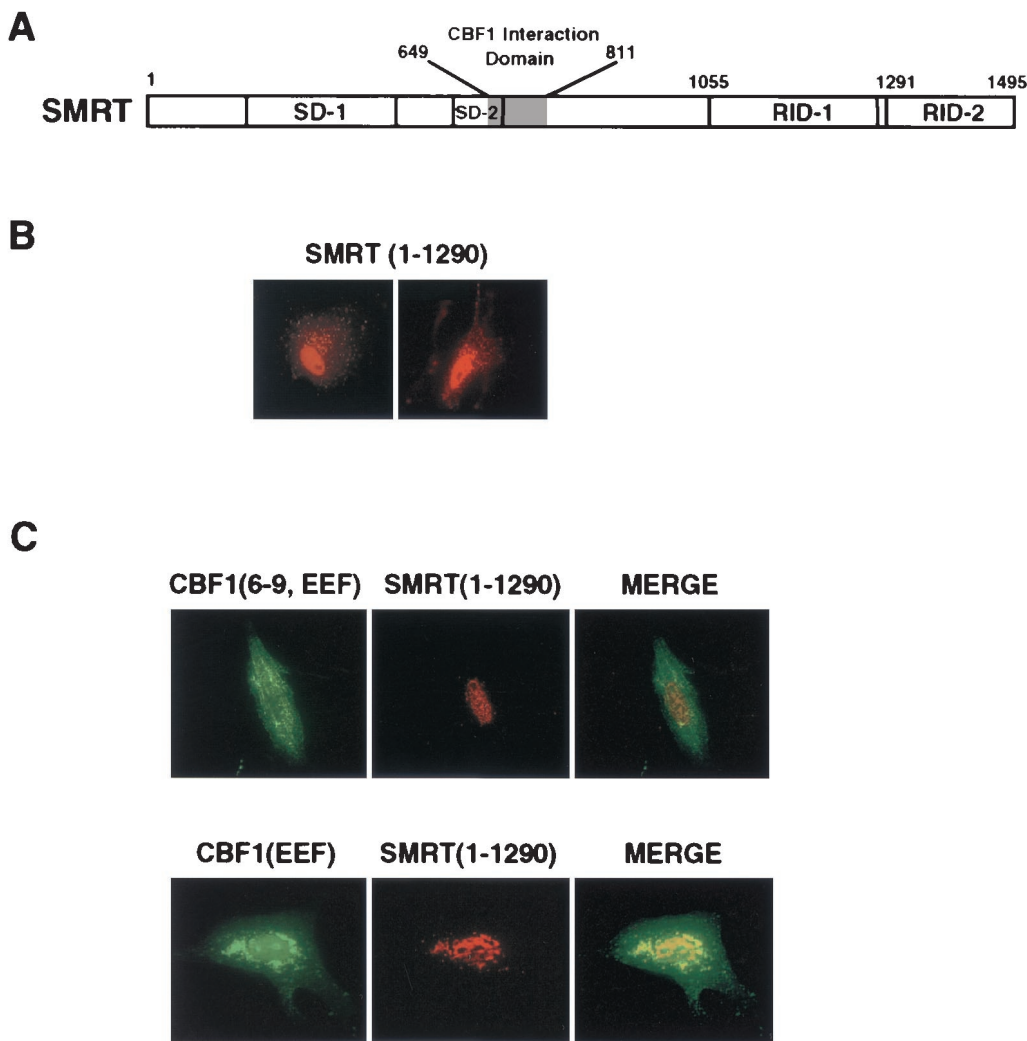 A
CBF1 Interaction
Domain
649
811
1
1055
1291
1495
SMRT
SD-1
SD-2
RID-1
RID-2
B
SMRT (1-1290)
C
CBF1(6-9, EEF)
SMRT(1-1290)
MERGE
CBF1(EEF)
SMRT(1-1290)
MERGE